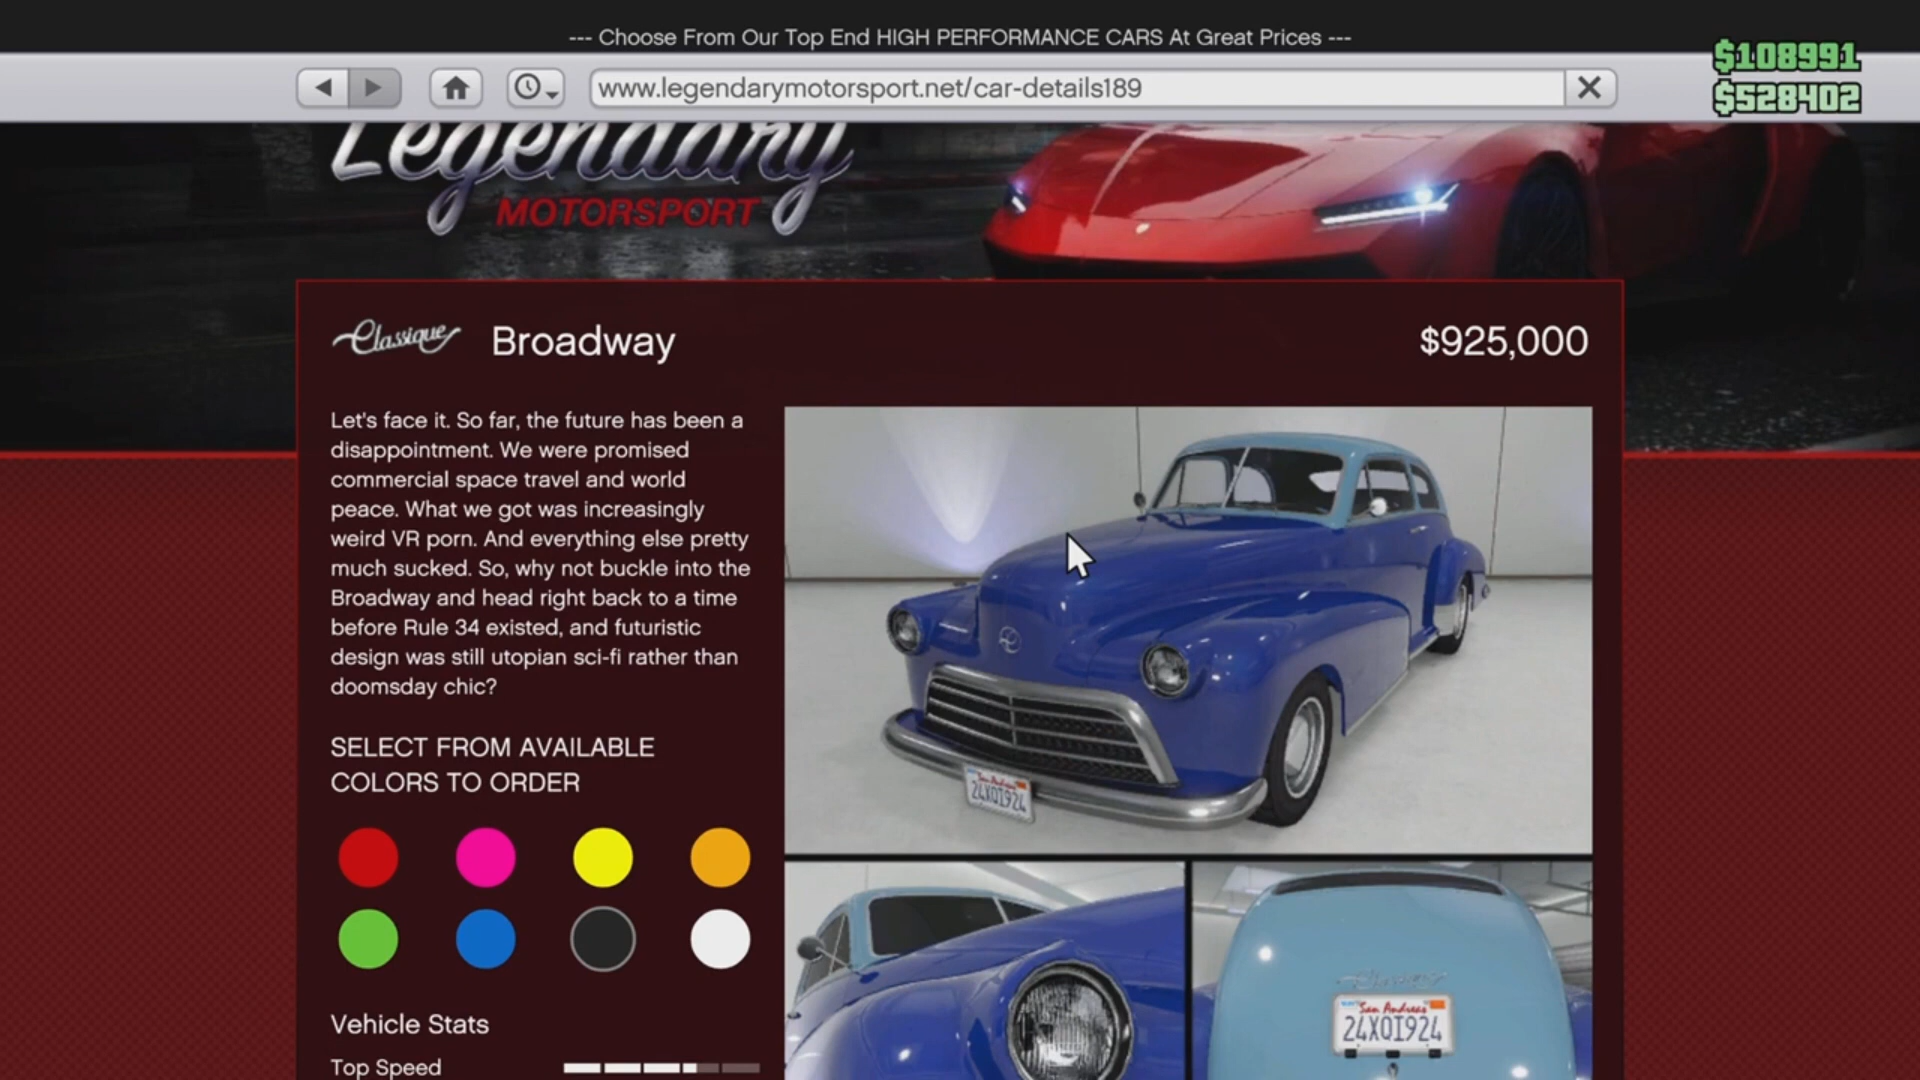 --- Choose From Our Top End HIGH PERFORMANCE CARS At Great Prices ---
$108991
www.legendarymotorsport.net/car-details189
$528402
Legendary
MOTORSPORT
Classique Broadway $925,000
Let's face it. So far, the future has been a
disappointment. We were promised
commercial space travel and world
peace. What we got was increasingly
weird VR porn. And everything else pretty
much sucked. So, why not buckle into the
Broadway and head right back to a time
before Rule 34 existed, and futuristic
design was still utopian sci-fi rather than
doomsday chic?
SELECT FROM AVAILABLE
COLORS TO ORDER
Vehicle Stats
Top Speed
San Andreas
24XQI924
Classique
San Andreas
24XQI924